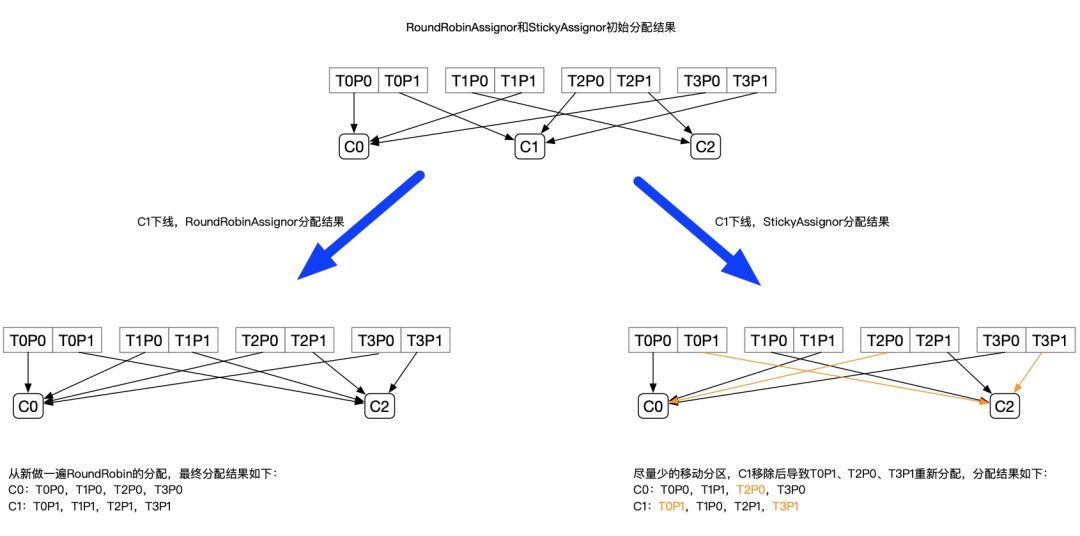 RoundRobinAssignor和StickyAssignor初始分配结果
T0P0 T0P1 T1P0 T1P1 T2P0 T2P1 T3P0 T3P1
C0 C1 C2
C1下线，RoundRobinAssignor分配结果
C1下线，StickyAssignor分配结果
T0P0 T0P1 T1P0 T1P1 T2P0 T2P1 T3P0 T3P1
C0 C2
从新做一遍RoundRobin的分配，最终分配结果如下：
C0：T0P0，T1P0，T2P0，T3P0
C1：T0P1，T1P1，T2P1，T3P1
T0P0 T0P1 T1P0 T1P1 T2P0 T2P1 T3P0 T3P1
C0 C2
尽量少的移动分区，C1移除后导致T0P1、T2P0、T3P1重新分配，分配结果如下：
C0：T0P0，T1P1，T2P0，T3P0
C1：T0P1，T1P0，T2P1，T3P1